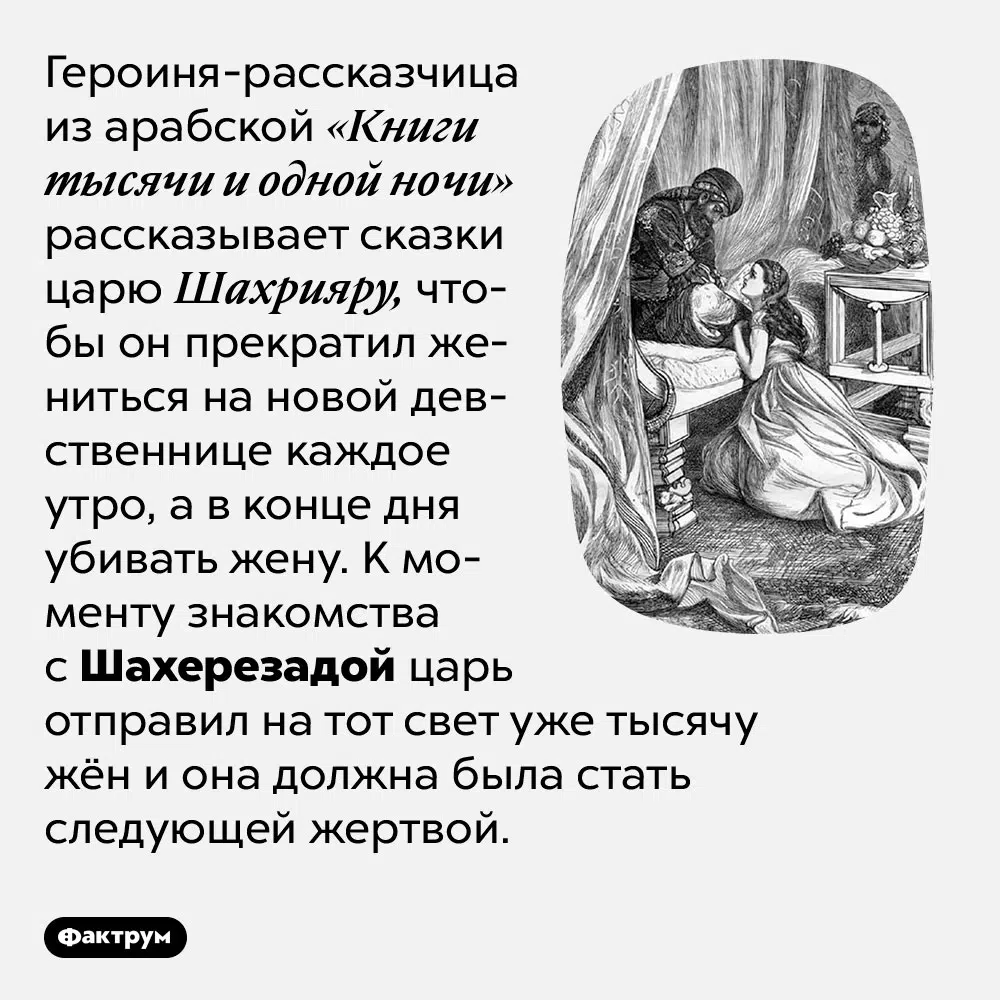 Героиня-рассказчица
из арабской «Книги
тысячи и одной ночи»
рассказывает сказки
царю Шахрияру, что-
бы он прекратил же-
ниться на новой дев-
ственнице каждое
утро, а в конце дня
убивать жену. К мо-
менту знакомства
с Шахерезадой царь
отправил на тот свет уже тысячу
жён и она должна была стать
следующей жертвой.
Фактрум